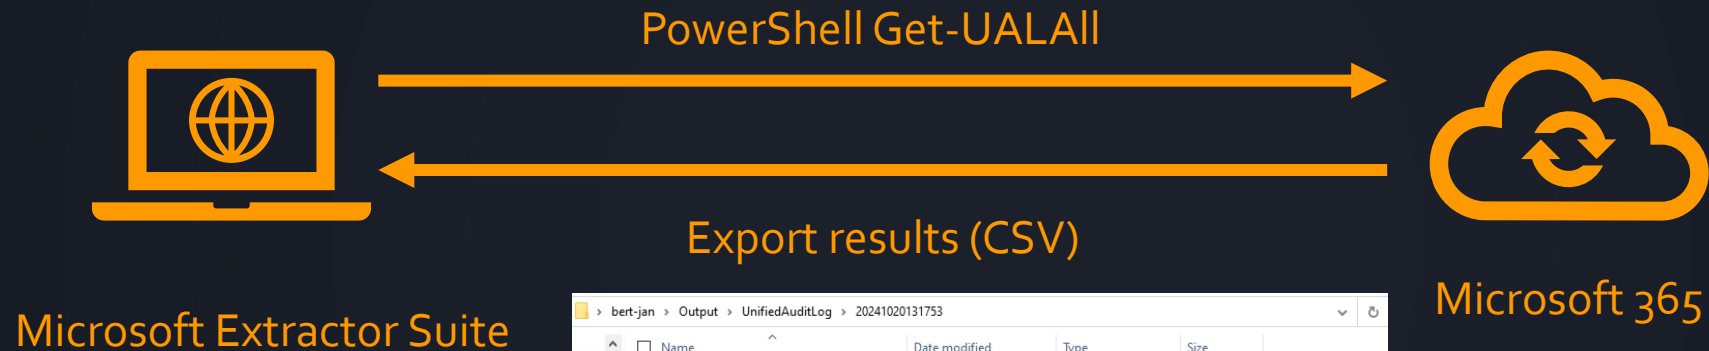 PowerShell Get-UALAll
Export results (CSV)
Microsoft Extractor Suite
Microsoft 365
> bert-jan > Output > UnifiedAuditLog > 20241020131753
Name Date modified Type Size